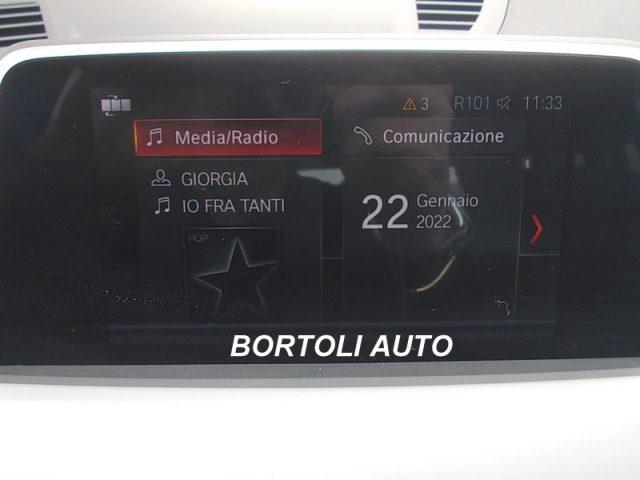 3 R101 11:33
Media/Radio
Comunicazione
GIORGIA
IO FRA TANTI
22 Gennaio
2022
POP
BORTOLI AUTO